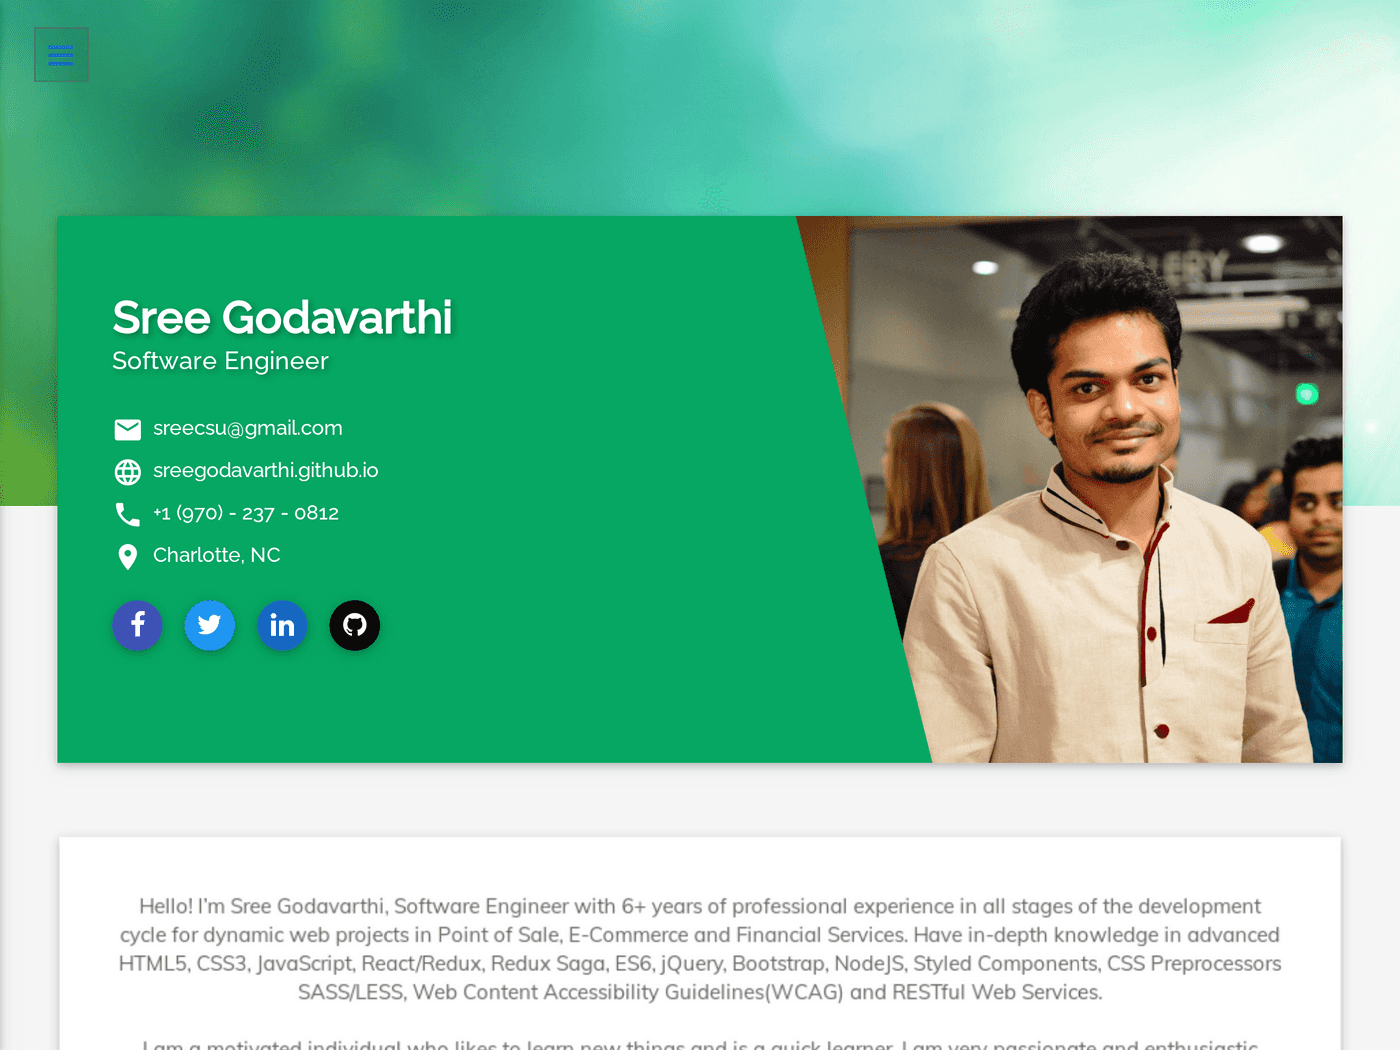 Sree Godavarthi
Software Engineer
sreecsu@gmail.com
sreegodavarthi.github.io
+1 (970) - 237 - 0812
Charlotte, NC
Hello! I'm Sree Godavarthi, Software Engineer with 6+ years of professional experience in all stages of the development
cycle for dynamic web projects in Point of Sale, E-Commerce and Financial Services. Have in-depth knowledge in advanced
HTML5, CSS3, JavaScript, React/Redux, Redux Saga, ES6, jQuery, Bootstrap, NodeJS, Styled Components, CSS Preprocessors
SASS/LESS, Web Content Accessibility Guidelines(WCAG) and RESTful Web Services.
I am a motivated individual who likes to learn new things and is a quick learner. I am very passionate and enthusiastic